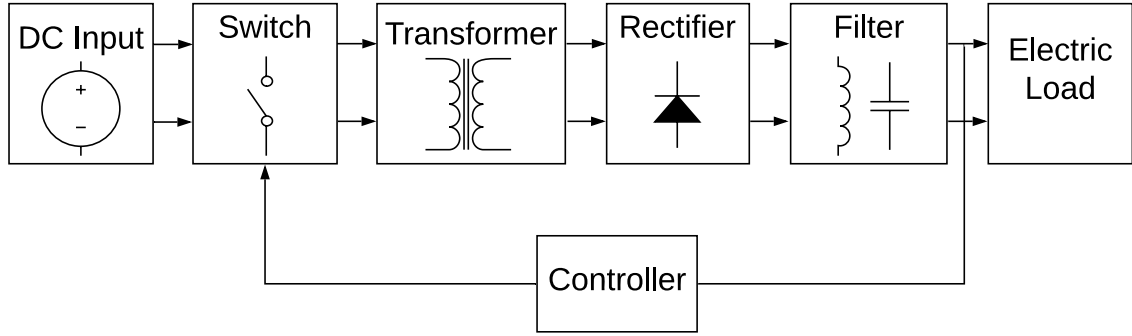 DC Input
Switch
Transformer
Rectifier
Filter
Electric
Load
Controller